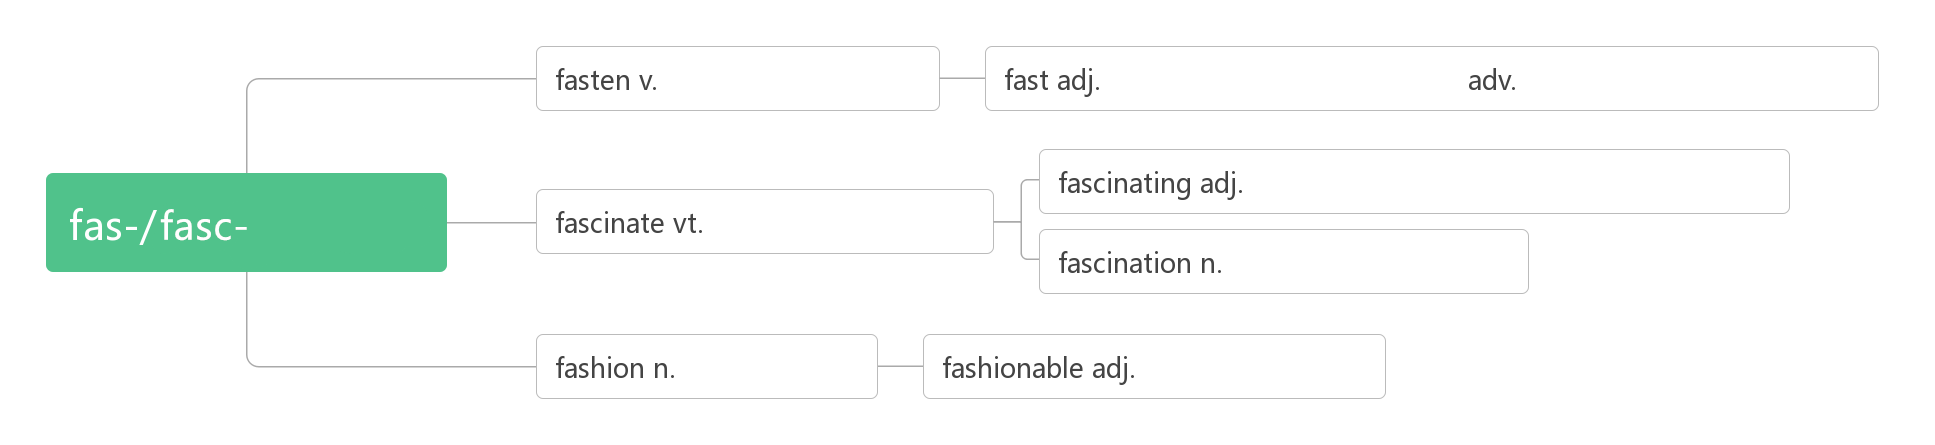 fas-/fasc-
fasten v.
fast adj. adv.
fascinate vt.
fascinating adj.
fascination n.
fashion n.
fashionable adj.